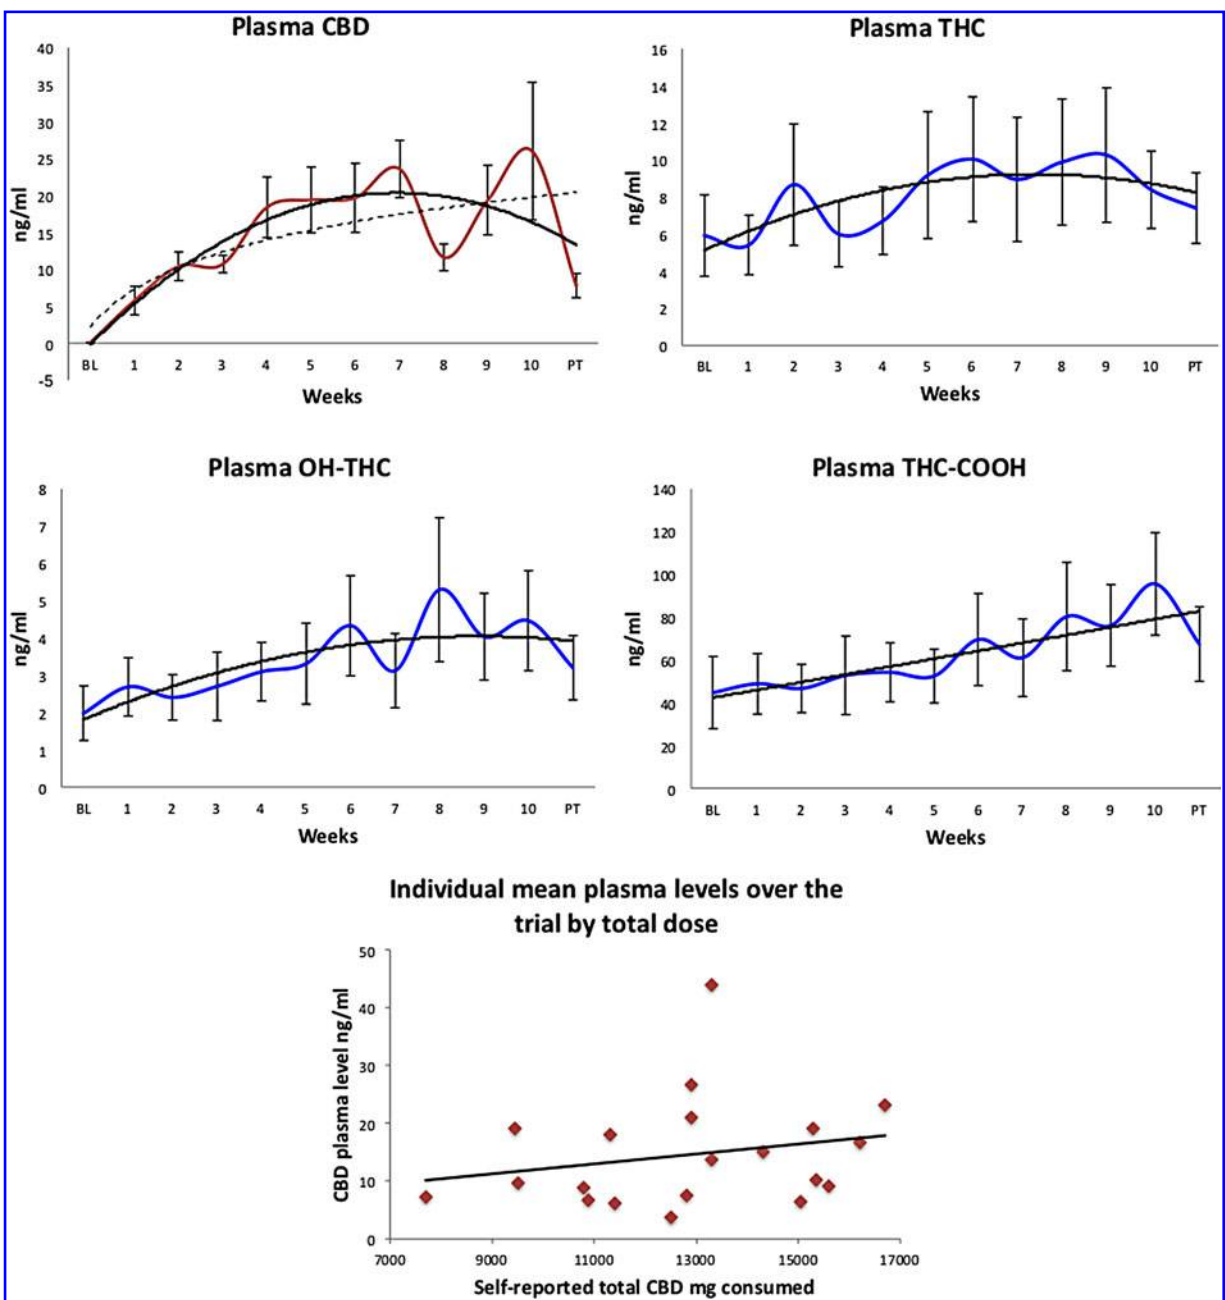 Plasma CBD
40
35
30
25
20
15
10
5
0
-5
ng/ml
BL 1 2 3 4 5 6 7 8 9 10 PT
Weeks
Plasma THC
16
14
12
10
8
6
4
2
0
ng/ml
BL 1 2 3 4 5 6 7 8 9 10 PT
Weeks
Plasma OH-THC
8
7
6
5
4
3
2
1
0
ng/ml
BL 1 2 3 4 5 6 7 8 9 10 PT
Weeks
Plasma THC-COOH
140
120
100
80
60
40
20
0
ng/ml
BL 1 2 3 4 5 6 7 8 9 10 PT
Weeks
Individual mean plasma levels over the
trial by total dose
50
40
30
20
10
0
CBD plasma level ng/ml
7000 9000 11000 13000 15000 17000
Self-reported total CBD mg consumed